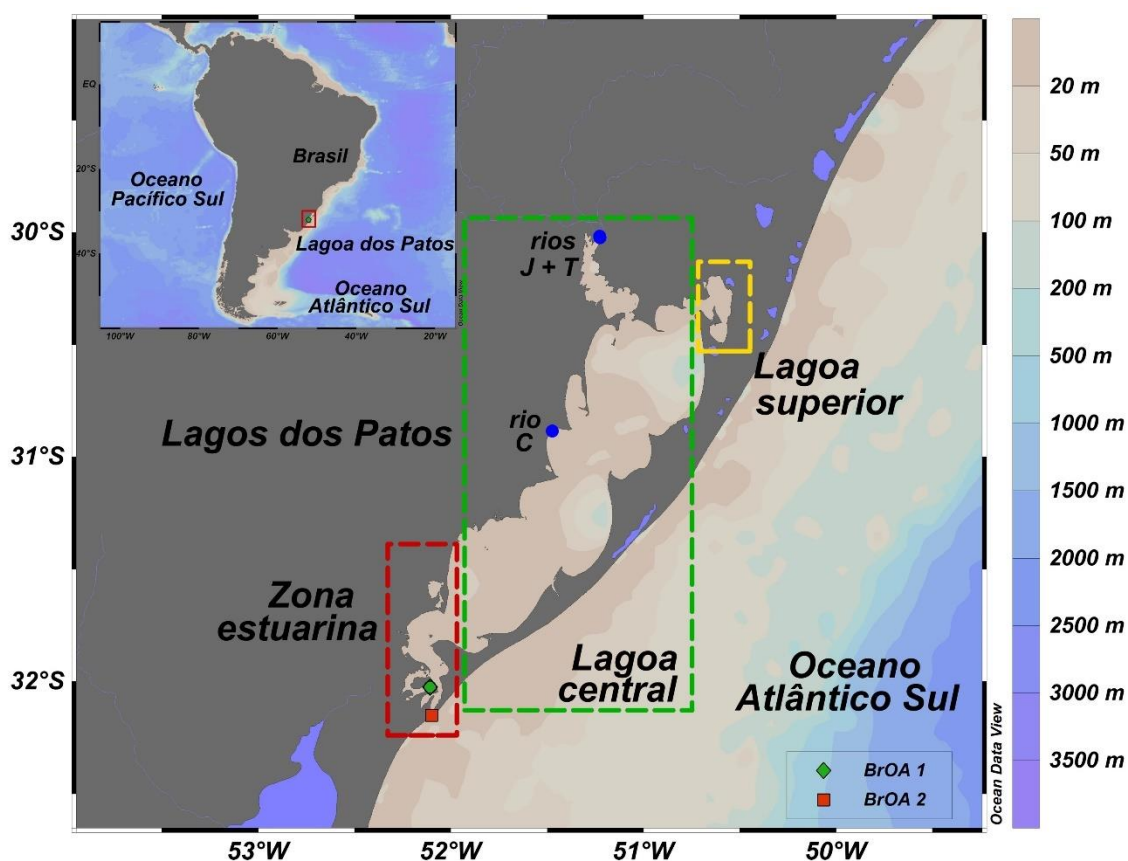 EQ
20°S
40°S
100°W
80°W
60°W
40°W
20°W
Brasil
Oceano
Pacífico Sul
Lagoa dos Patos
Oceano
Atlântico Sul
Ocean Data View
30°S
31°S
32°S
53°W
52°W
51°W
50°W
rios
J + T
rio
C
Lagos dos Patos
Lagoa
superior
Zona
estuarina
Lagoa
central
Oceano
Atlântico Sul
BrOA 1
BrOA 2
Ocean Data View
20 m
50 m
100 m
200 m
500 m
1000 m
1500 m
2000 m
2500 m
3000 m
3500 m